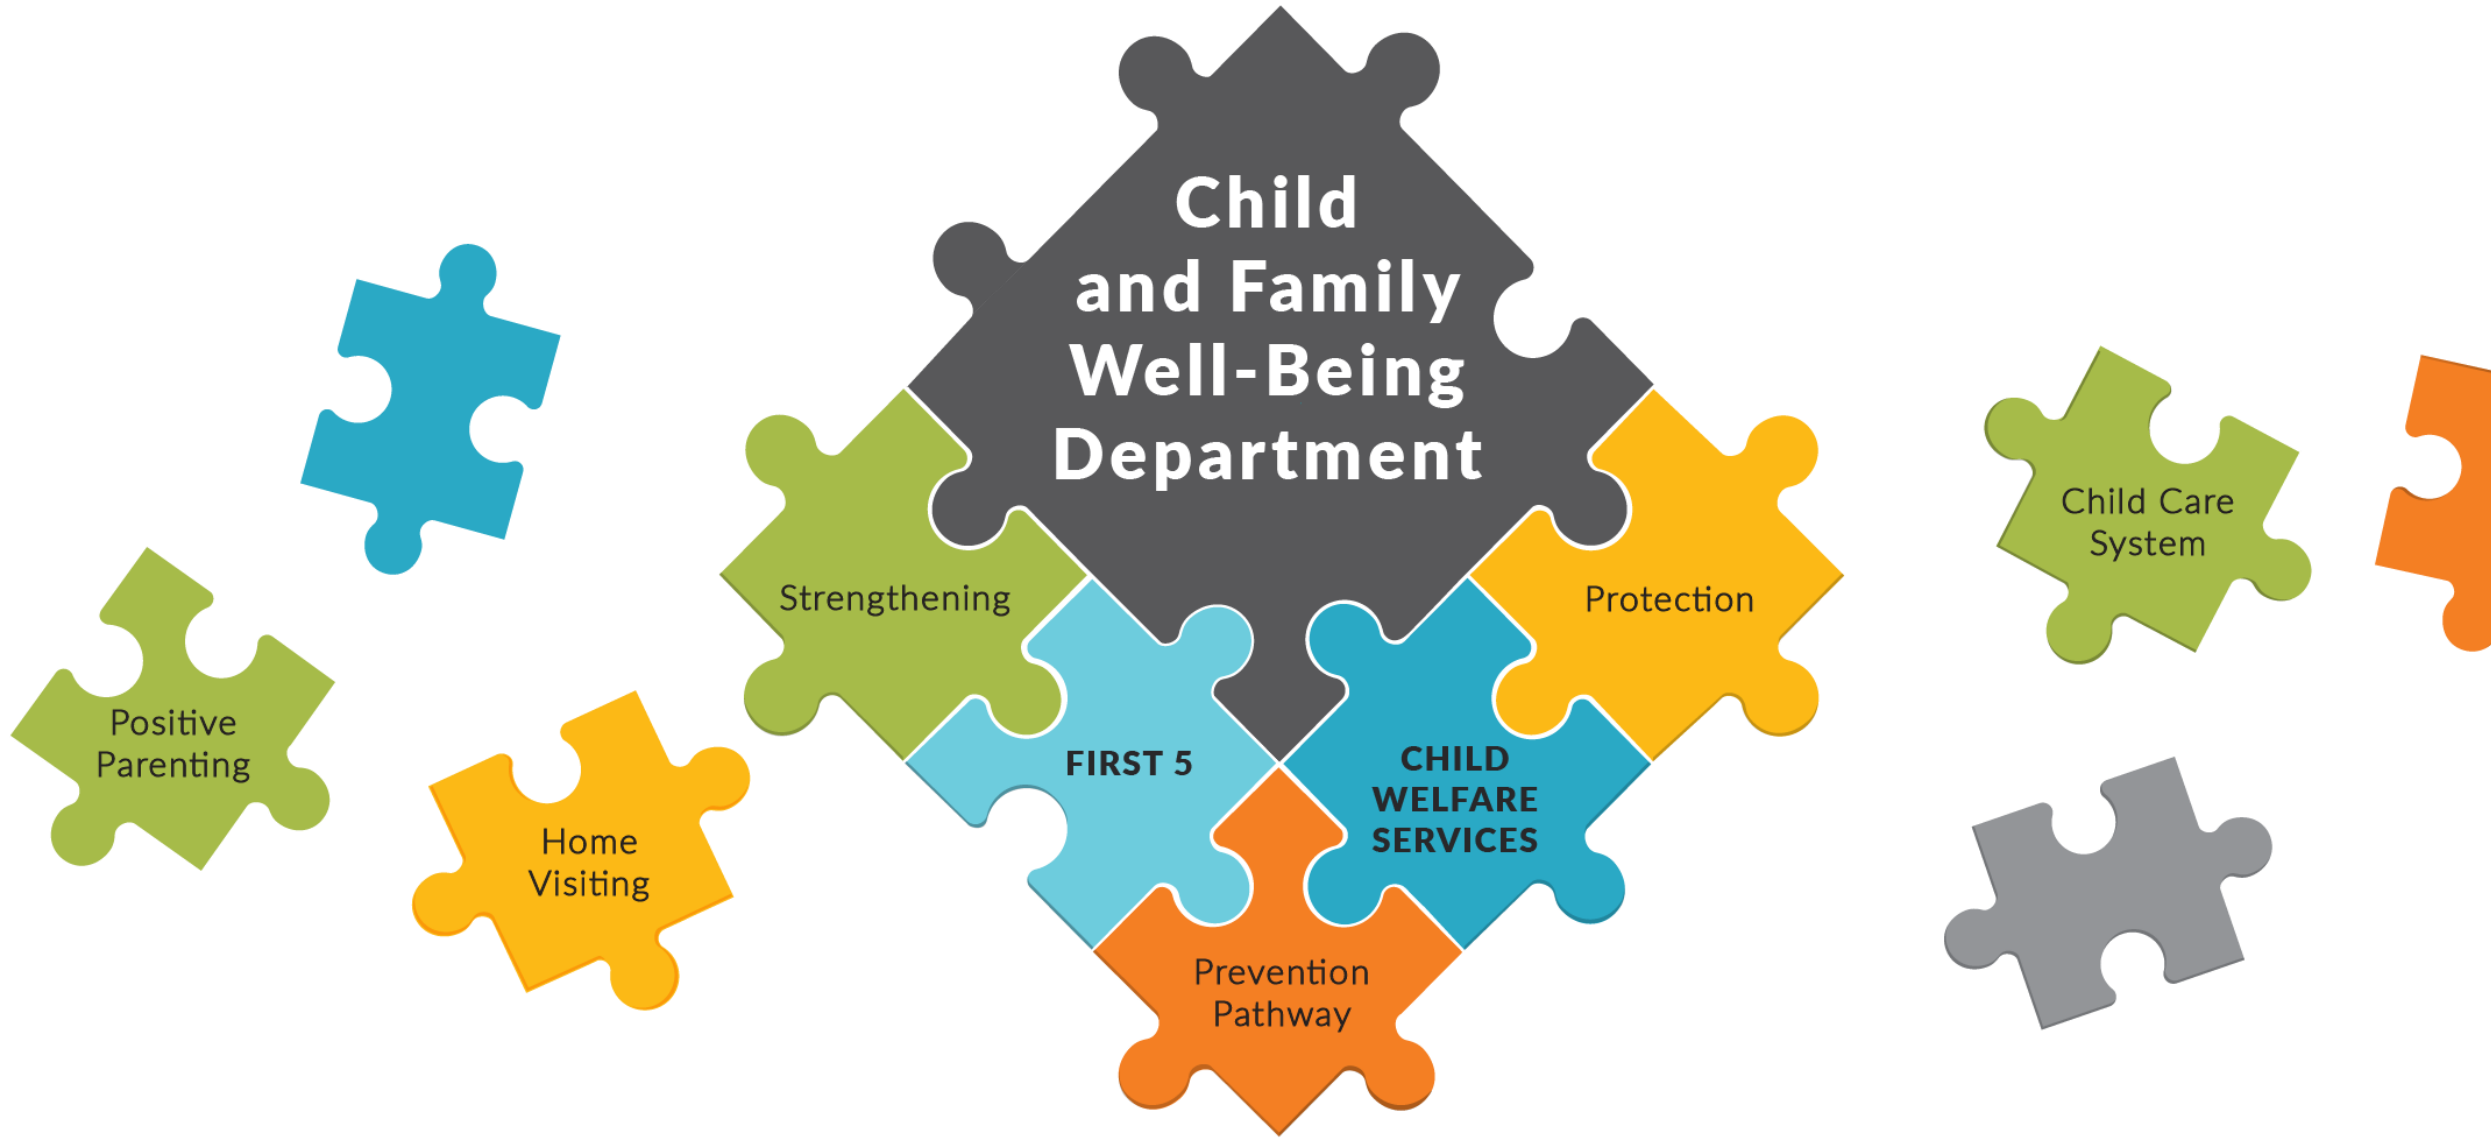 Child
and Family
Well-Being
Department
Strengthening
Protection
FIRST 5
CHILD
WELFARE
SERVICES
Prevention
Pathway
Positive
Parenting
Home
Visiting
Child Care
System